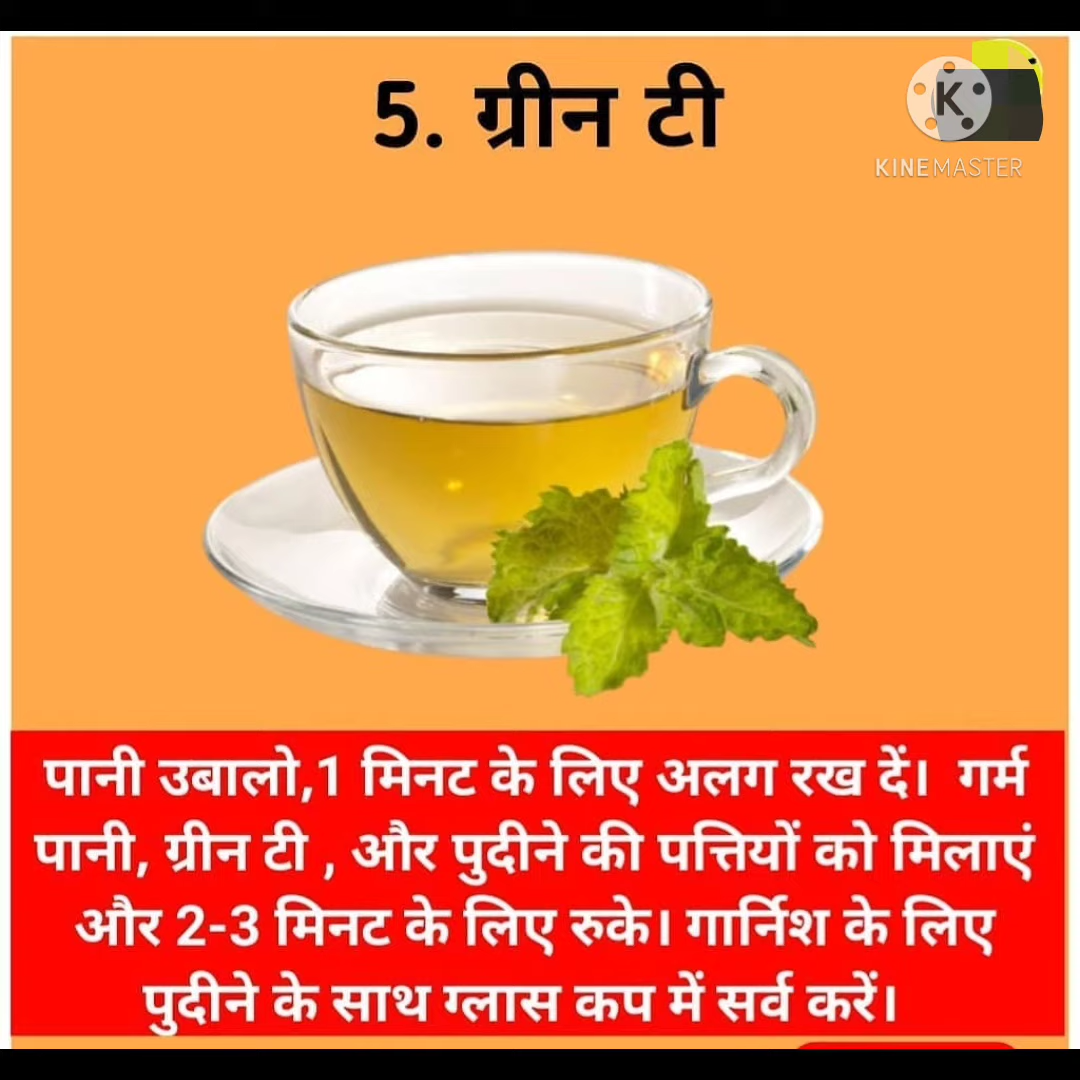 5. ग्रीन टी
K
KINEMASTER
पानी उबालो,1 मिनट के लिए अलग रख दें। गर्म
पानी, ग्रीन टी , और पुदीने की पत्तियों को मिलाएं
और 2-3 मिनट के लिए रुके। गार्निश के लिए
पुदीने के साथ ग्लास कप में सर्व करें।